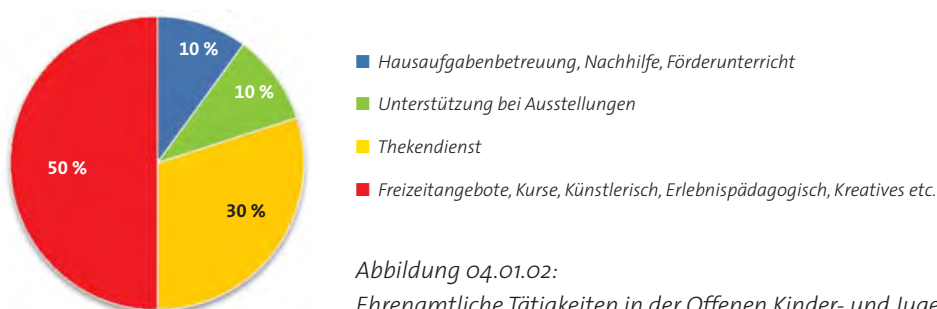 10 %
10 %
50 %
30 %
Hausaufgabenbetreuung, Nachhilfe, Förderunterricht
Unterstützung bei Ausstellungen
Thekendienst
Freizeitangebote, Kurse, Künstlerisch, Erlebnispädagogisch, Kreatives etc.
Abbildung 04.01.02:
Ehrenamtliche Tätigkeiten in der Offenen Kinder- und